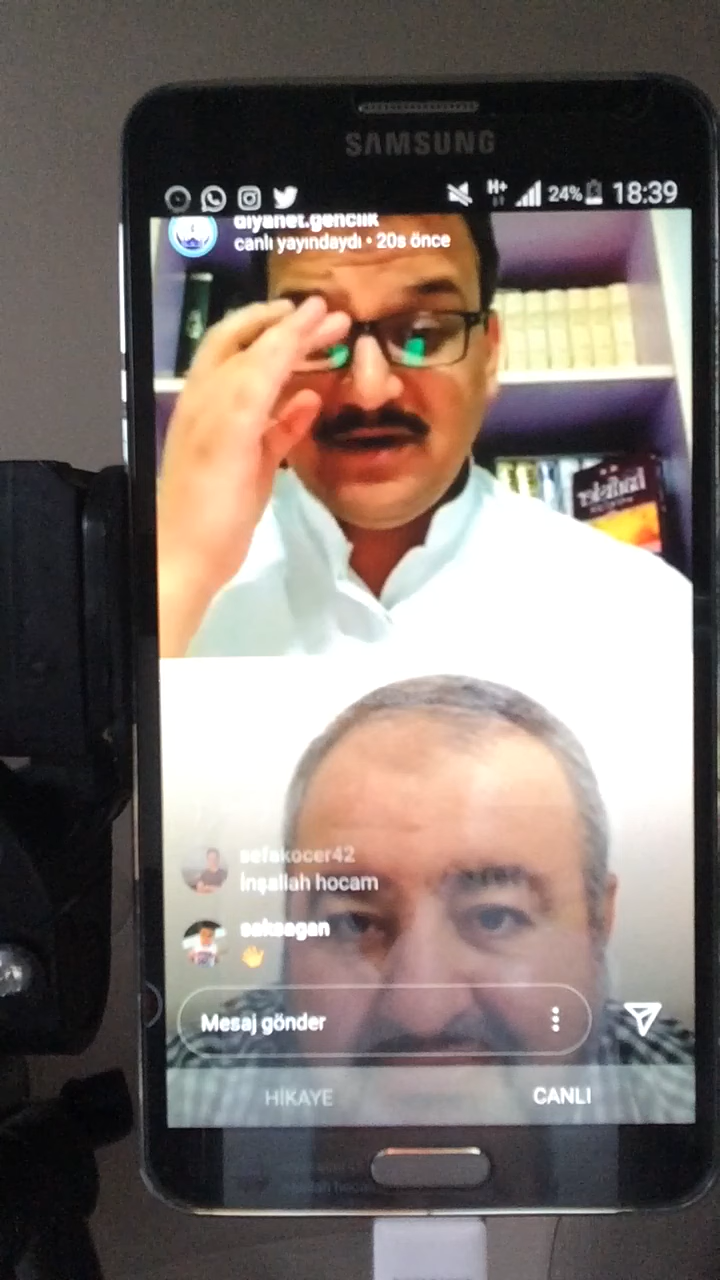 SAMSUNG
H+ 24% 18:39
diyanet.genclik
canlı yayındaydı • 20s önce
sefakocer42
İnşallah hocam
saksagan
👋
Mesaj gönder
HİKAYE
CANLI